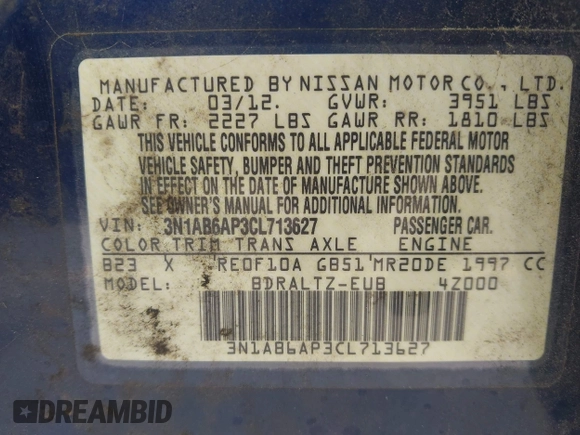 MANUFACTURED BY NISSAN MOTOR CO., LTD.
DATE: 03/12. GVWR: 3951 LBS
GAWR FR: 2227 LBS GAWR RR: 1810 LBS
THIS VEHICLE CONFORMS TO ALL APPLICABLE FEDERAL MOTOR
VEHICLE SAFETY, BUMPER AND THEFT PREVENTION STANDARDS
IN EFFECT ON THE DATE OF MANUFACTURE SHOWN ABOVE.
SEE OWNER'S MANUAL FOR ADDITIONAL INFORMATION.
VIN: 3N1AB6AP3CL713627 PASSENGER CAR.
COLOR TRIM TRANS AXLE ENGINE
B23 X RE0F10A GB51 MR20DE 1997 CC
MODEL: BDRALTZ-EUB 4Z000
3N1AB6AP3CL713627
DREAMBID